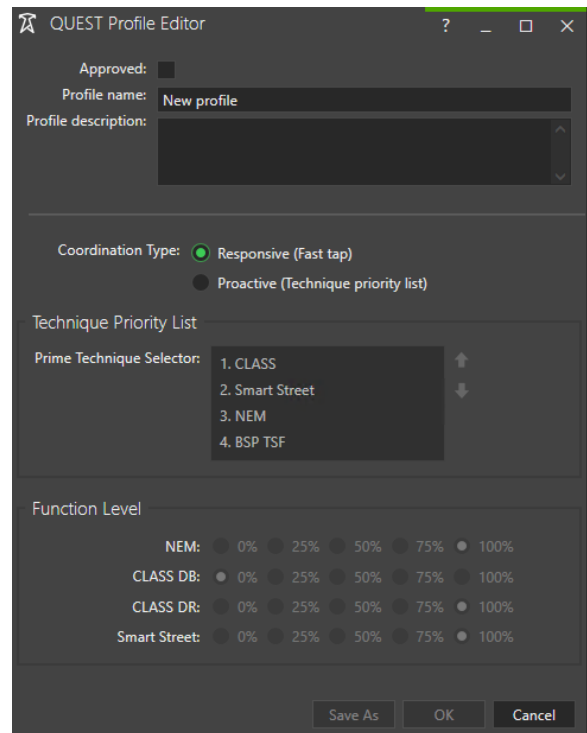 QUEST Profile Editor
?
Approved:
Profile name: New profile
Profile description:
Coordination Type: Responsive (Fast tap)
Proactive (Technique priority list)
Technique Priority List
Prime Technique Selector: 1. CLASS
2. Smart Street
3. NEM
4. BSP TSF
Function Level
NEM: 0% 25% 50% 75% 100%
CLASS DB: 0% 25% 50% 75% 100%
CLASS DR: 0% 25% 50% 75% 100%
Smart Street: 0% 25% 50% 75% 100%
Save As OK Cancel